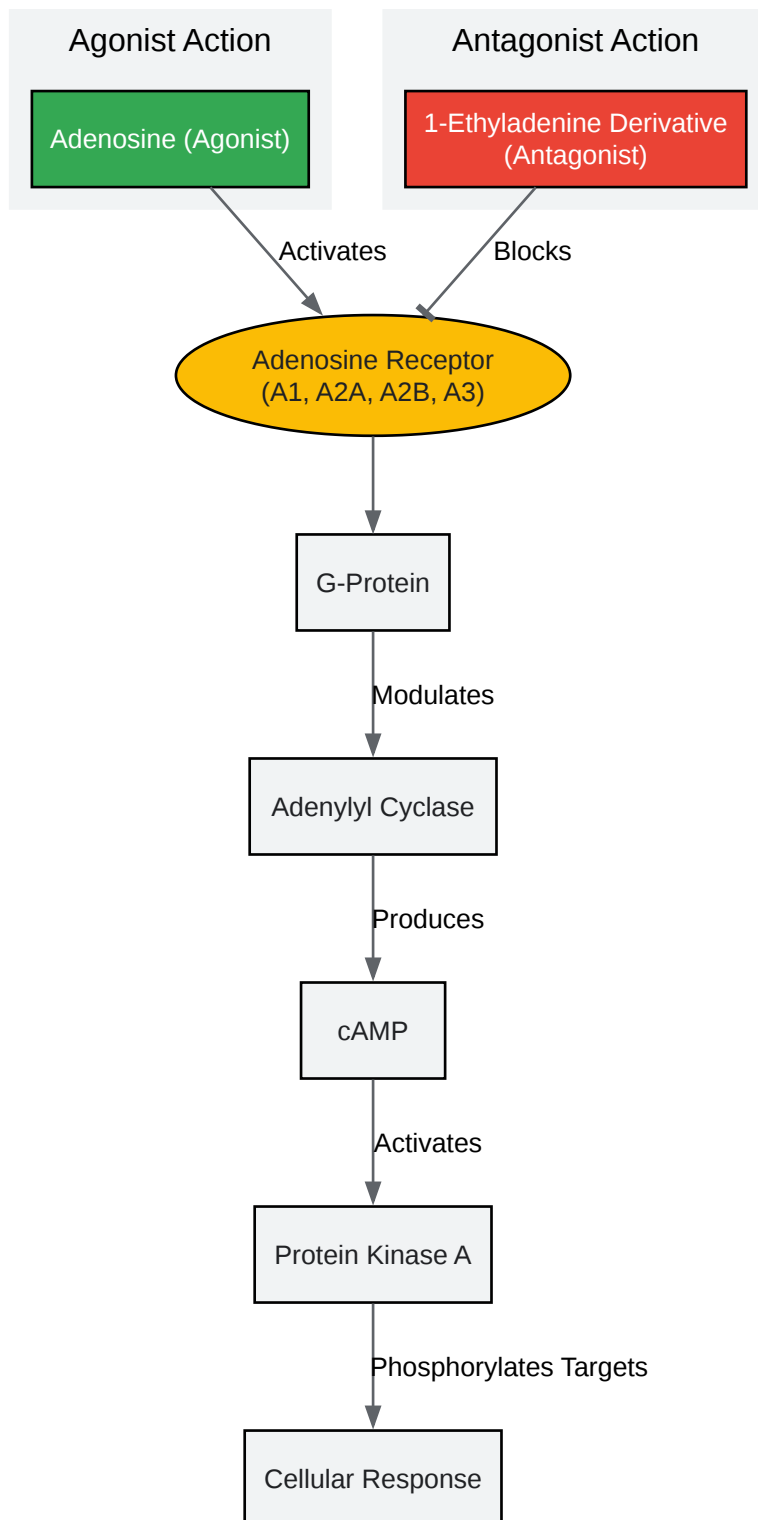 Agonist Action
Antagonist Action
Adenosine (Agonist)
1-Ethyladenine Derivative
(Antagonist)
Activates
Blocks
Adenosine Receptor
(A1, A2A, A2B, A3)
G-Protein
Modulates
Adenylyl Cyclase
Produces
cAMP
Activates
Protein Kinase A
Phosphorylates Targets
Cellular Response